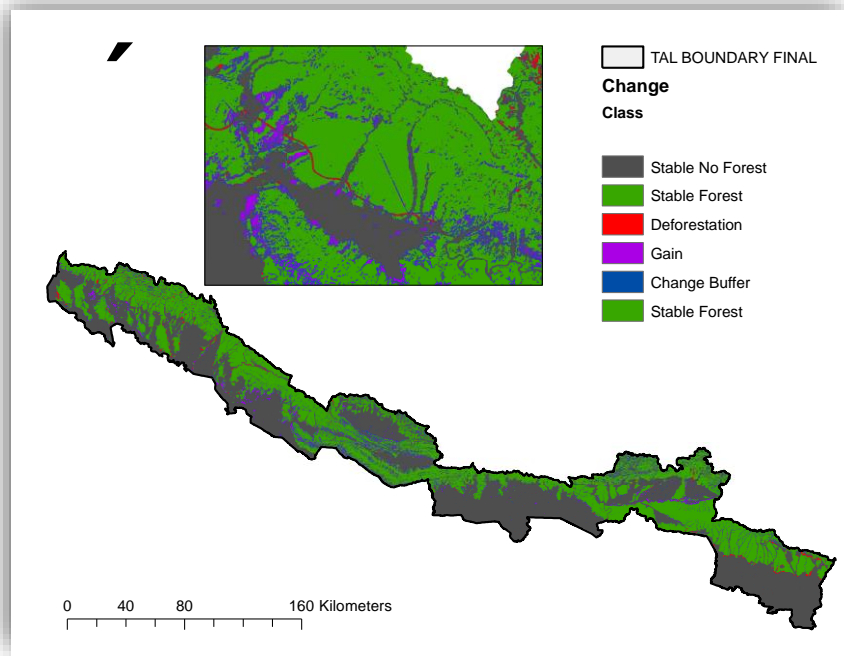 TAL BOUNDARY FINAL
Change
Class
Stable No Forest
Stable Forest
Deforestation
Gain
Change Buffer
Stable Forest
0 40 80 160 Kilometers